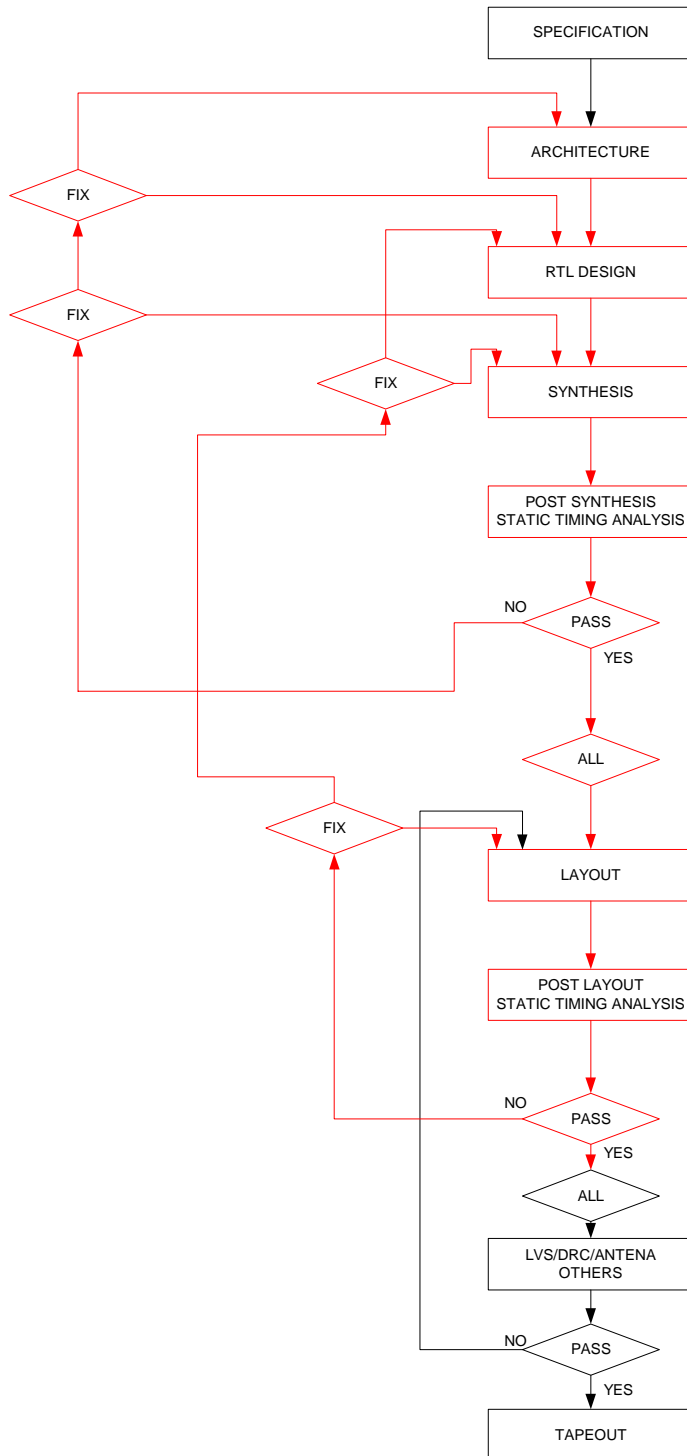 SPECIFICATION
ARCHITECTURE
FIX
RTL DESIGN
FIX
FIX
SYNTHESIS
POST SYNTHESIS
STATIC TIMING ANALYSIS
NO
PASS
YES
ALL
FIX
LAYOUT
POST LAYOUT
STATIC TIMING ANALYSIS
NO
PASS
YES
ALL
LVS/DRC/ANTENA
OTHERS
NO
PASS
YES
TAPEOUT